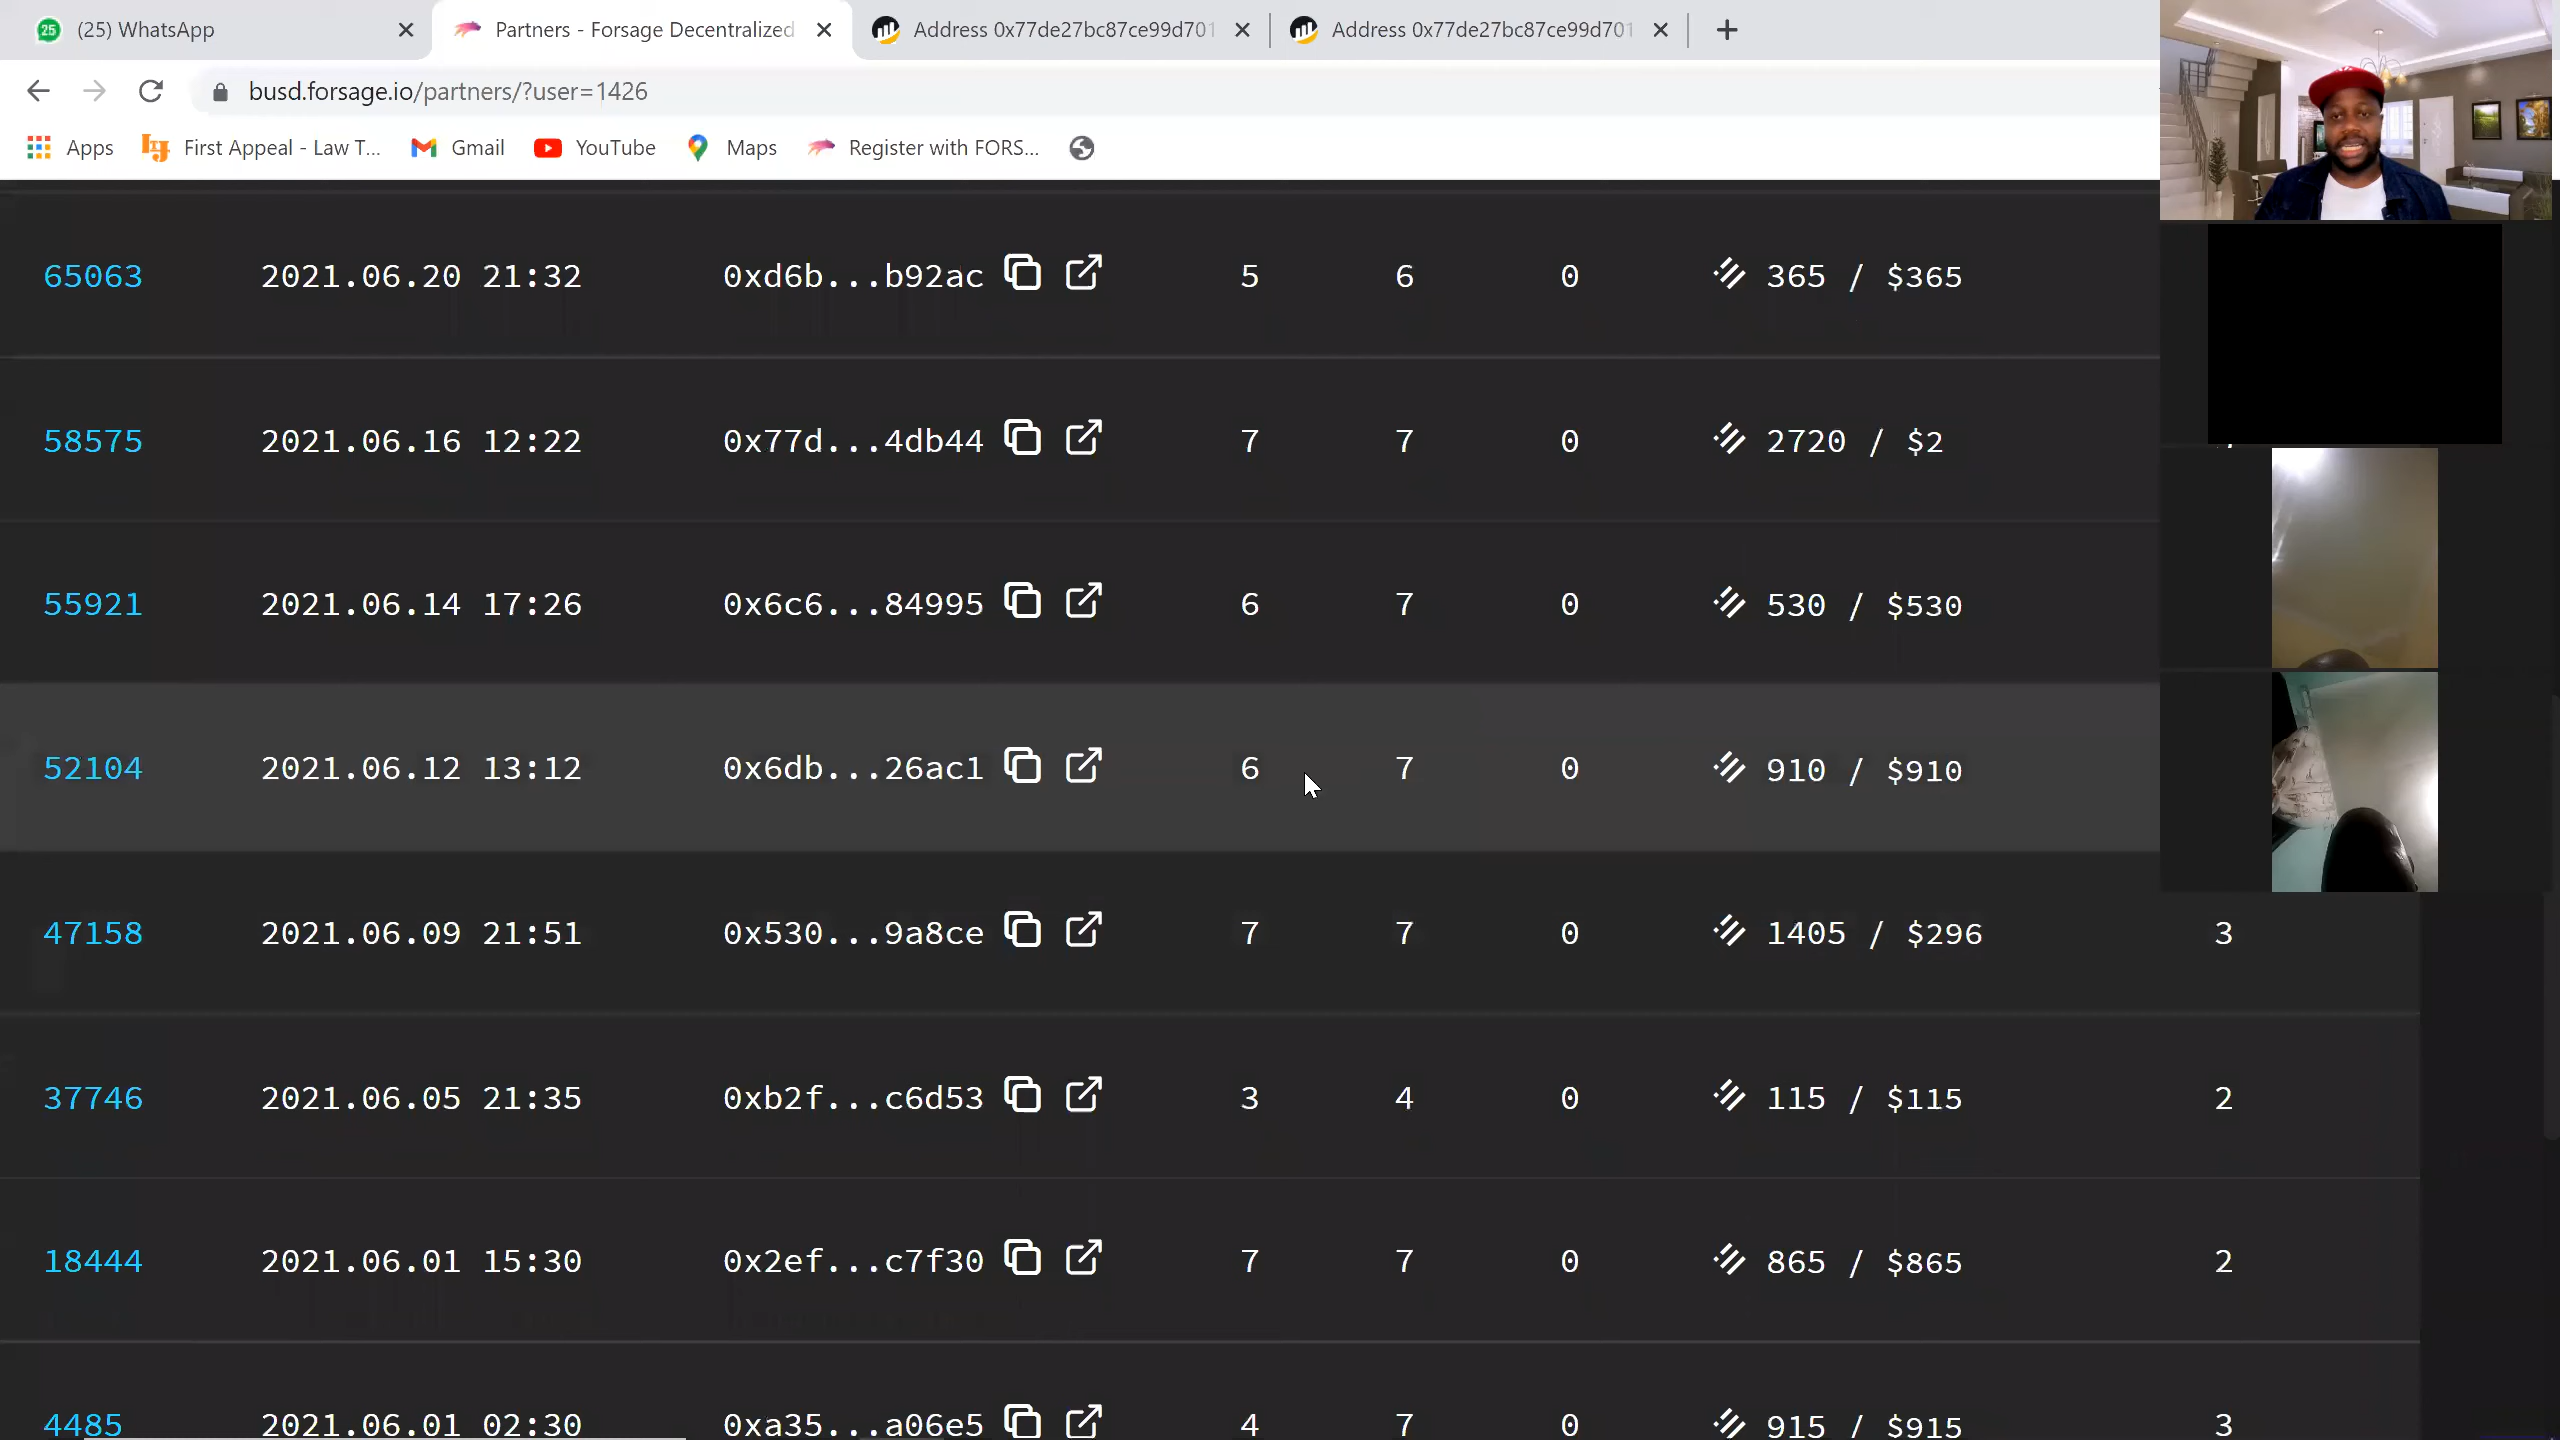 25 (25) WhatsApp Partners - Forsage Decentralized Address 0x77de27bc87ce99d701 Address 0x77de27bc87ce99d701
busd.forsage.io/partners/?user=1426
Apps First Appeal - Law T... Gmail YouTube Maps Register with FORS...
65063 2021.06.20 21:32 0xd6b...b92ac 5 6 0 365 / $365
58575 2021.06.16 12:22 0x77d...4db44 7 7 0 2720 / $2
55921 2021.06.14 17:26 0x6c6...84995 6 7 0 530 / $530
52104 2021.06.12 13:12 0x6db...26ac1 6 7 0 910 / $910
47158 2021.06.09 21:51 0x530...9a8ce 7 7 0 1405 / $296 3
37746 2021.06.05 21:35 0xb2f...c6d53 3 4 0 115 / $115 2
18444 2021.06.01 15:30 0x2ef...c7f30 7 7 0 865 / $865 2
4485 2021.06.01 02:30 0xa35...a06e5 4 7 0 915 / $915 3